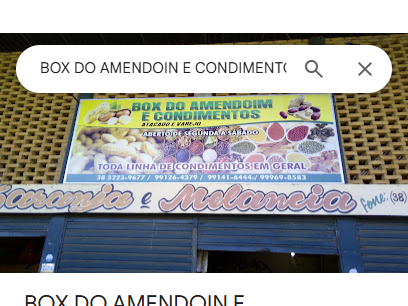 BOX DO AMENDOIN E CONDIMENTO
BOX DO AMENDOIM
E CONDIMENTOS
ATACADO E VAREJO
ABERTO DE SEGUNDA A SÁBADO
TODA LINHA DE CONDIMENTOS EM GERAL
38 3223-9677 / 99126-4379 / 99141-6444 / 99969-8583
Laranja e Melancia fone: (38)
BOX DO AMENDOIN E